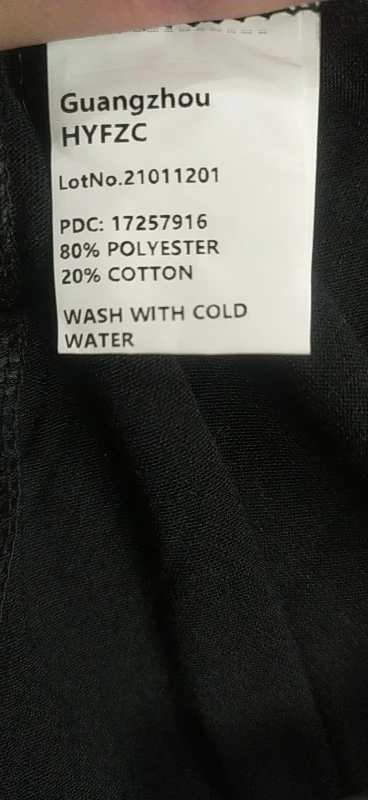 Guangzhou
HYFZC
LotNo.21011201
PDC: 17257916
80% POLYESTER
20% COTTON
WASH WITH COLD
WATER